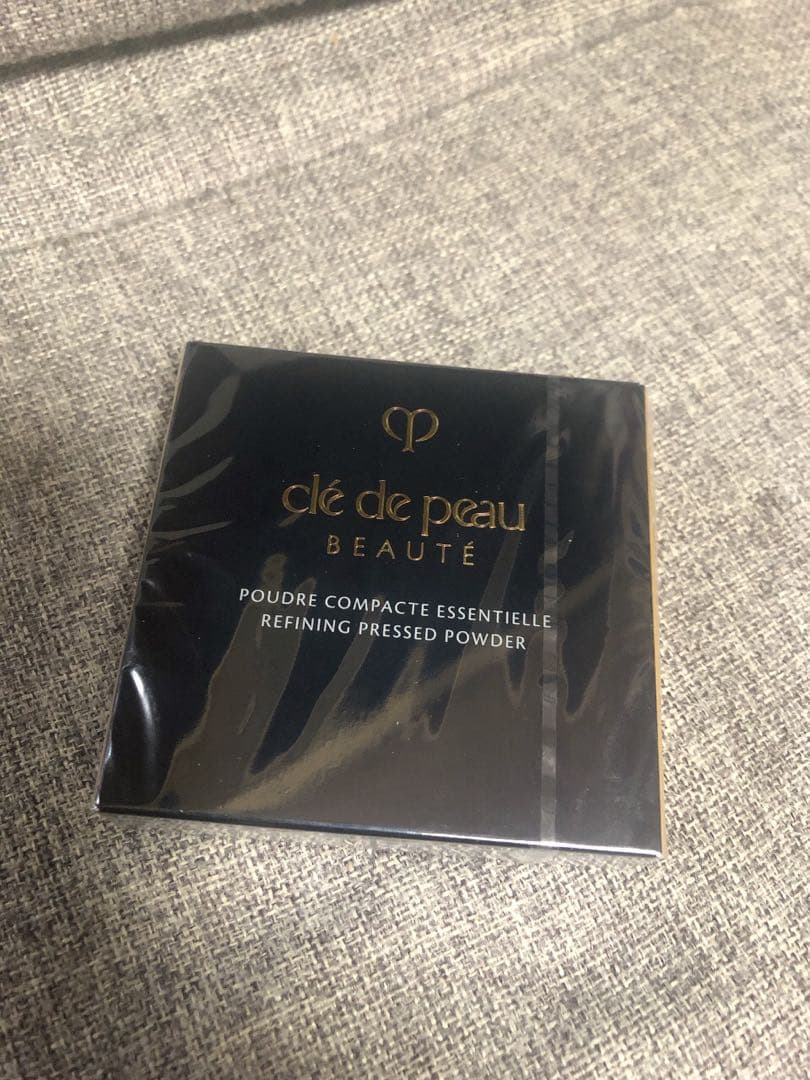 clé de peau
BEAUTÉ
POUDRE COMPACTE ESSENTIELLE
REFINING PRESSED POWDER